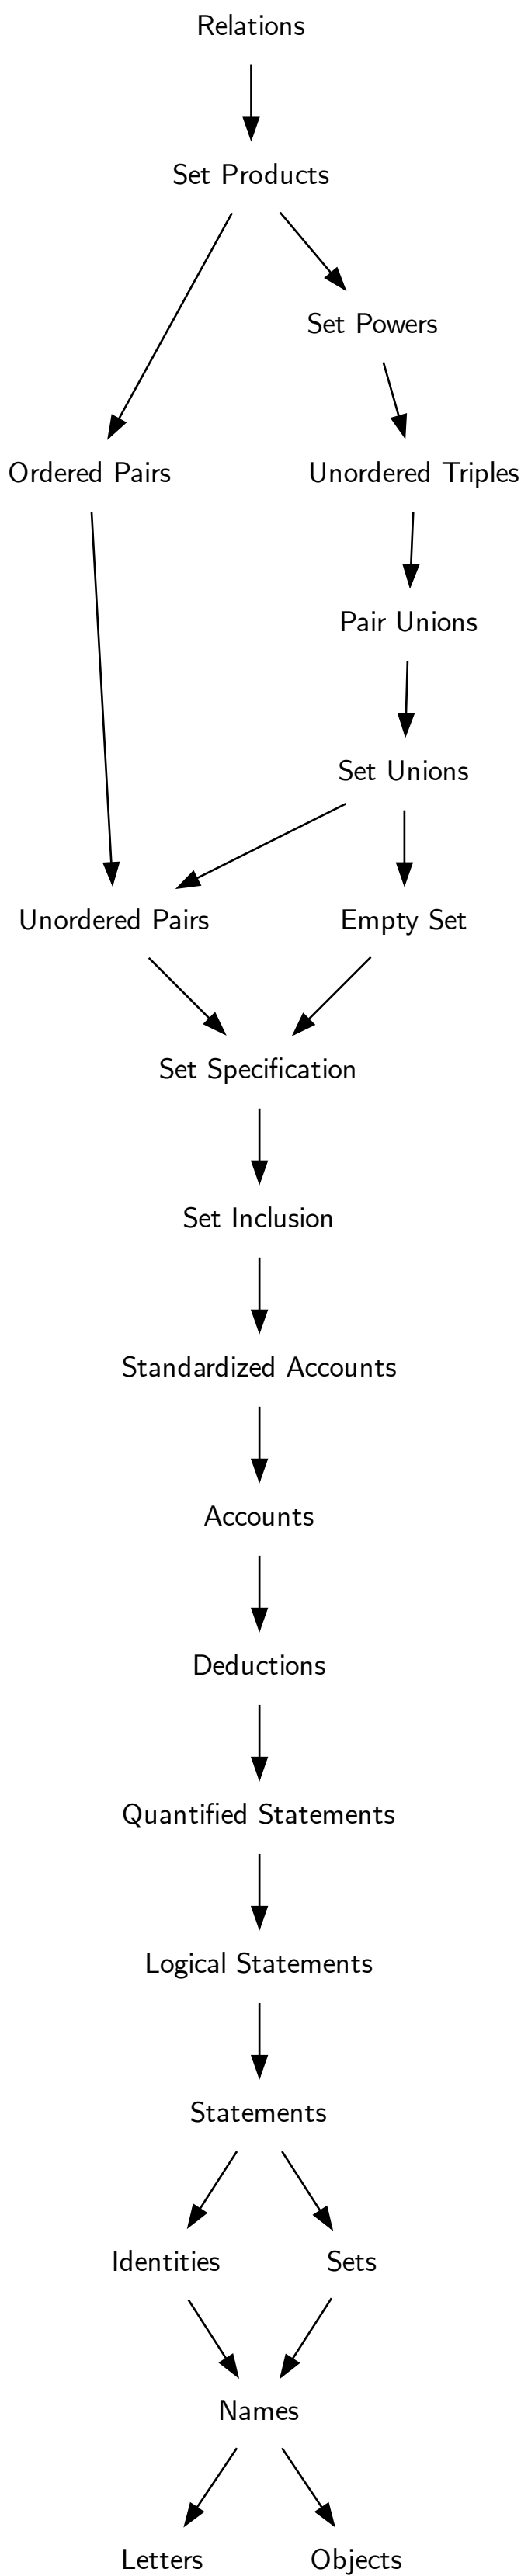 Relations
Set Products
Set Powers
Ordered Pairs
Unordered Triples
Pair Unions
Set Unions
Unordered Pairs
Empty Set
Set Specification
Set Inclusion
Standardized Accounts
Accounts
Deductions
Quantified Statements
Logical Statements
Statements
Identities
Sets
Names
Letters
Objects